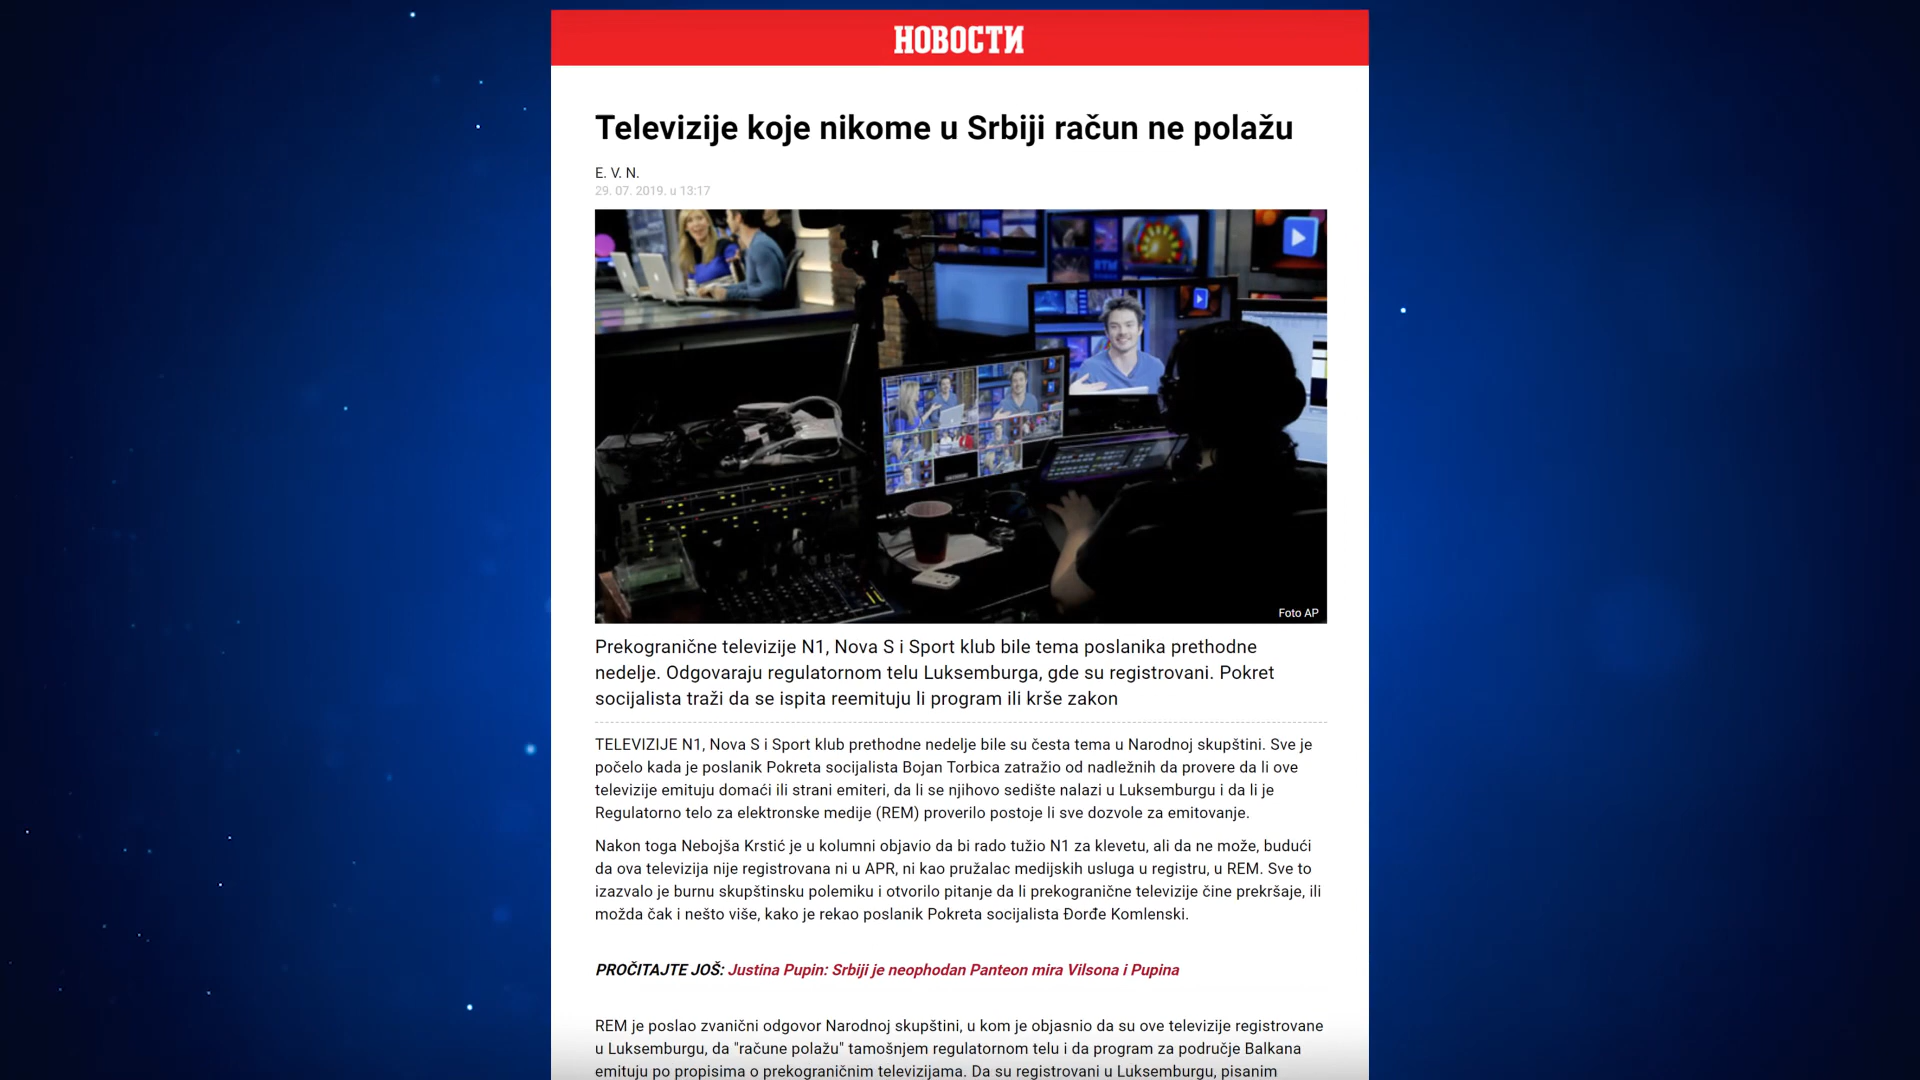 НОВОСТИ
Televizije koje nikome u Srbiji račun ne polažu
E. V. N.
29. 07. 2019. u 13:17
Foto AP
Prekogranične televizije N1, Nova S i Sport klub bile tema poslanika prethodne
nedelje. Odgovaraju regulatornom telu Luksemburga, gde su registrovani. Pokret
socijalista traži da se ispita reemituju li program ili krše zakon
TELEVIZIJE N1, Nova S i Sport klub prethodne nedelje bile su česta tema u Narodnoj skupštini. Sve je
počelo kada je poslanik Pokreta socijalista Bojan Torbica zatražio od nadležnih da provere da li ove
televizije emituju domaći ili strani emiteri, da li se njihovo sedište nalazi u Luksemburgu i da li je
Regulatorno telo za elektronske medije (REM) proverilo postoje li sve dozvole za emitovanje.
Nakon toga Nebojša Krstić je u kolumni objavio da bi rado tužio N1 za klevetu, ali da ne može, budući
da ova televizija nije registrovana ni u APR, ni kao pružalac medijskih usluga u registru, u REM. Sve to
izazvalo je burnu skupštinsku polemiku i otvorilo pitanje da li prekogranične televizije čine prekršaje, ili
možda čak i nešto više, kako je rekao poslanik Pokreta socijalista Đorđe Komlenski.
PROČITAJTE JOŠ: Justina Pupin: Srbiji je neophodan Panteon mira Vilsona i Pupina
REM je poslao zvanični odgovor Narodnoj skupštini, u kom je objasnio da su ove televizije registrovane
u Luksemburgu, da "račune polažu" tamošnjem regulatornom telu i da program za područje Balkana
emituju po propisima o prekograničnim televizijama. Da su registrovani u Luksemburgu, pisanim